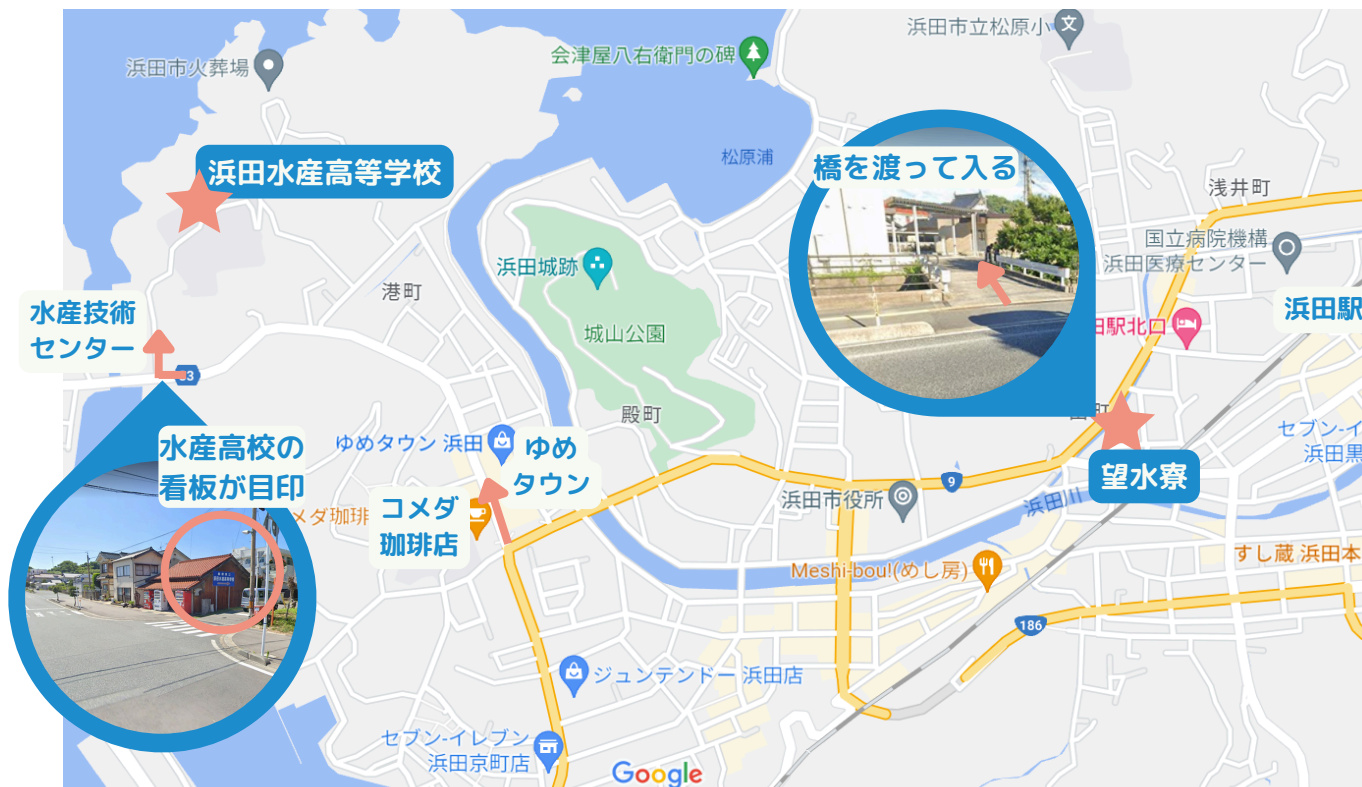 浜田市立松原小
会津屋八右衛門の碑
浜田市火葬場
松原浦
橋を渡って入る
浜田水産高等学校
浅井町
国立病院機構
浜田医療センター
浜田城跡
港町
水産技術
センター
城山公園
浜田駅
田駅北口
殿町
ゆめタウン 浜田
ゆめ
タウン
水産高校の
看板が目印
セブン-イ
浜田黒
望水寮
9
浜田市役所
浜田川
コメダ
珈琲店
メダ珈琲
すし蔵 浜田本
Meshi-bou!(めし房)
186
ジュンテンドー 浜田店
セブン-イレブン
浜田京町店
Google